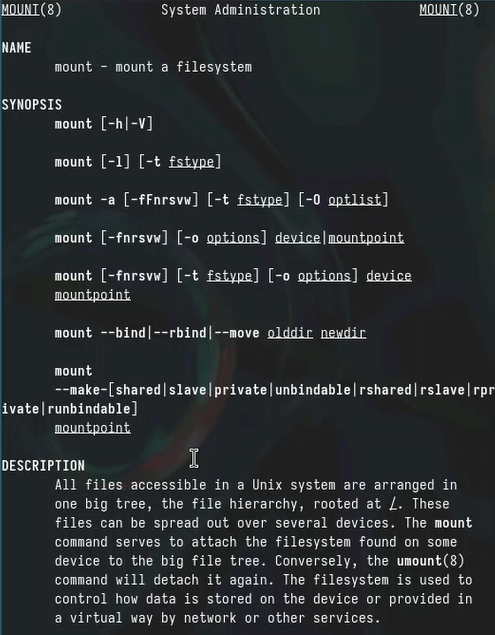 MOUNT(8) System Administration MOUNT(8)
NAME
mount - mount a filesystem
SYNOPSIS
mount [-h|-V]
mount [-l] [-t fstype]
mount -a [-fFnrsvw] [-t fstype] [-O optlist]
mount [-fnrsvw] [-o options] device|mountpoint
mount [-fnrsvw] [-t fstype] [-o options] device
mountpoint
mount --bind|--rbind|--move olddir newdir
mount
--make-[shared|slave|private|unbindable|rshared|rslave|rpr
ivate|runbindable]
mountpoint
DESCRIPTION
All files accessible in a Unix system are arranged in
one big tree, the file hierarchy, rooted at /. These
files can be spread out over several devices. The mount
command serves to attach the filesystem found on some
device to the big file tree. Conversely, the umount(8)
command will detach it again. The filesystem is used to
control how data is stored on the device or provided in
a virtual way by network or other services.